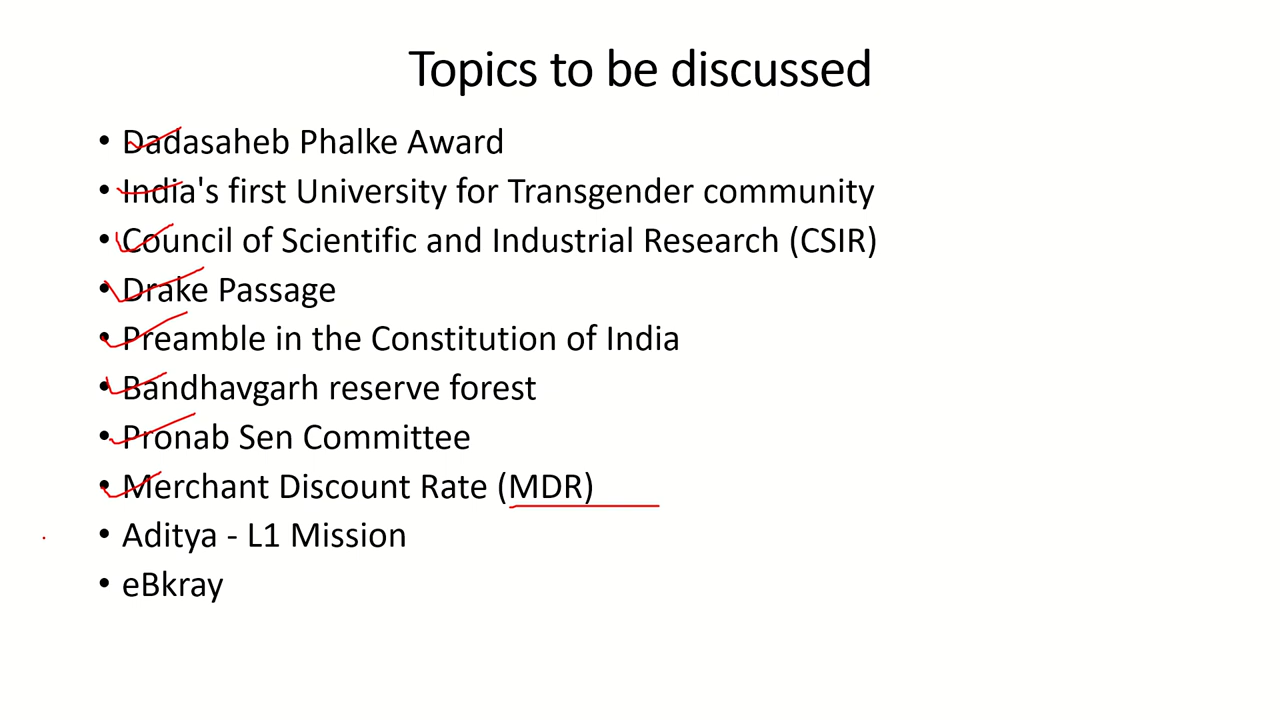 Topics to be discussed
• Dadasaheb Phalke Award
• India's first University for Transgender community
• Council of Scientific and Industrial Research (CSIR)
• Drake Passage
• Preamble in the Constitution of India
• Bandhavgarh reserve forest
• Pronab Sen Committee
• Merchant Discount Rate (MDR)
• Aditya - L1 Mission
• eBkray